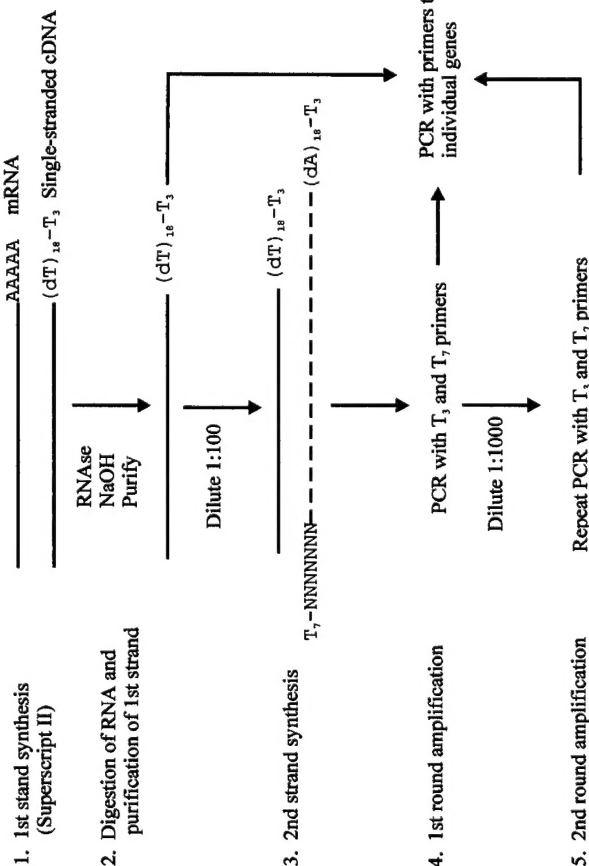 1. 1st stand synthesis
(Superscript II)
AAAAA mRNA
(dT)₁₈-T₃ Single-stranded cDNA
2. Digestion of RNA and
purification of 1st strand
RNAse
NaOH
Purify
(dT)₁₈-T₃
Dilute 1:100
3. 2nd strand synthesis
(dT)₁₈-T₃
T₇-NNNNNNN
(dA)₁₈-T₃
4. 1st round amplification
PCR with T₃ and T₇ primers
PCR with primers
individual genes
Dilute 1:1000
5. 2nd round amplification
Repeat PCR with T₃ and T₇ primers